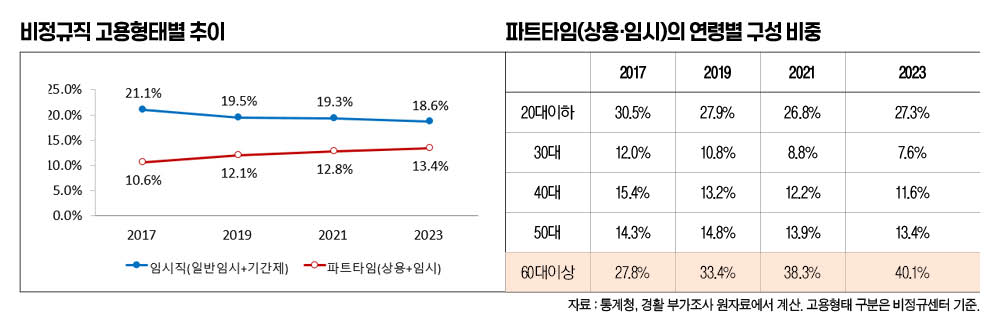 비정규직 고용형태별 추이
25.0%
20.0%
15.0%
10.0%
5.0%
0.0%
21.1% 19.5% 19.3% 18.6%
10.6% 12.1% 12.8% 13.4%
2017 2019 2021 2023
임시직(일반임시+기간제) 파트타임(상용+임시)
파트타임(상용·임시)의 연령별 구성 비중
2017 2019 2021 2023
20대이하 30.5% 27.9% 26.8% 27.3%
30대 12.0% 10.8% 8.8% 7.6%
40대 15.4% 13.2% 12.2% 11.6%
50대 14.3% 14.8% 13.9% 13.4%
60대이상 27.8% 33.4% 38.3% 40.1%
자료 : 통계청, 경활 부가조사 원자료에서 계산. 고용형태 구분은 비정규센터 기준.